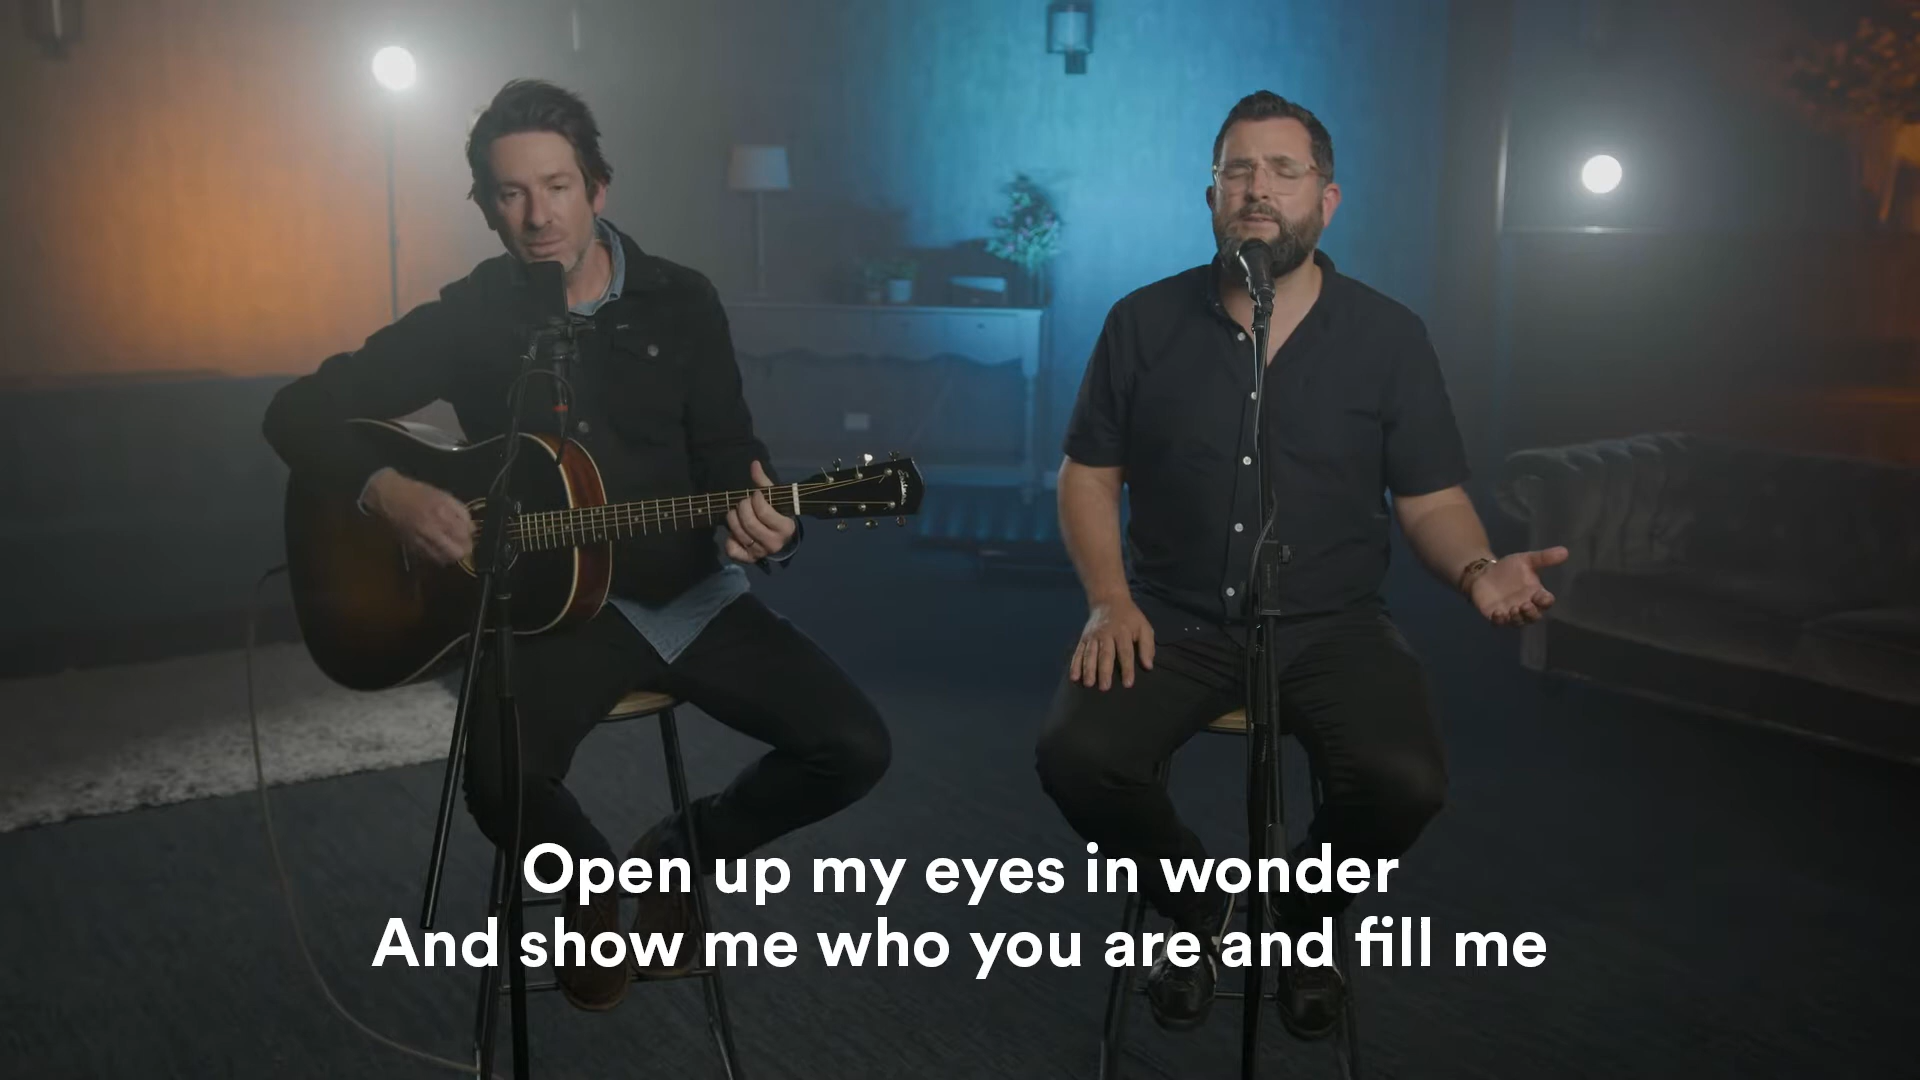 Open up my eyes in wonder
And show me who you are and fill me